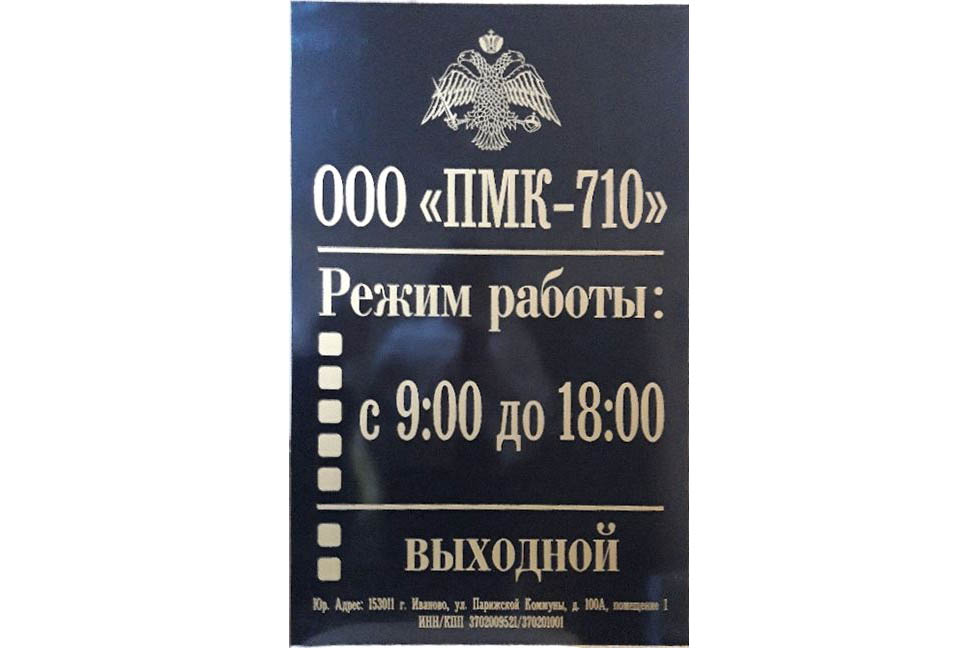 ООО «ПМК-710»
Режим работы:
с 9:00 до 18:00
выходной
Юр. Адрес: 153011 г. Иваново, ул. Парижской Коммуны, д. 100А, помещение 1
ИНН/КПП 3702009521/370201001